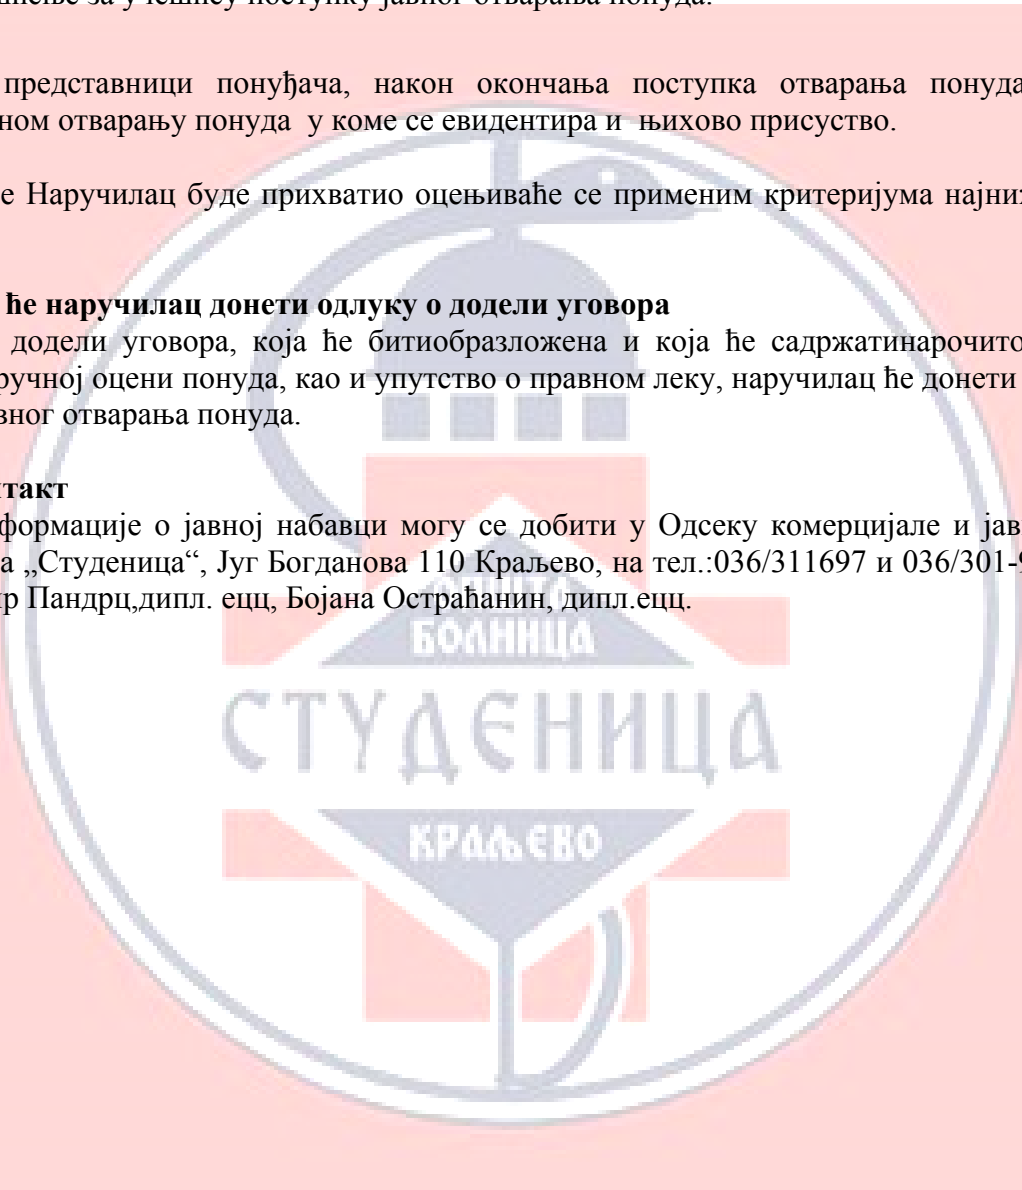 за учешћеу поступку јавног отварања понуда.
представници понуђача, након окончања поступка отварања понуда
ном отварању понуда у коме се евидентира и њихово присуство.
е Наручилац буде прихватио оцењиваће се применим критеријума
ће наручилац донети одлуку о додели уговора
додели уговора, која ће битиобразложена и која ће садржатинарочито
ручној оцени понуда, као и упутство о правном леку, наручилац ће донети
вног отварања понуда.
нтакт
формације о јавној набавци могу се добити у Одсеку комерцијале и јав
а „Студеница“, Југ Богданова 110 Краљево, на тел.:036/311697 и 036/301-9
ир Пандрц,дипл. ецц, Бојана Остраћанин, дипл.ецц.
БОЛНИЦА
СТУДЕНИЦА
КРАЉЕВО